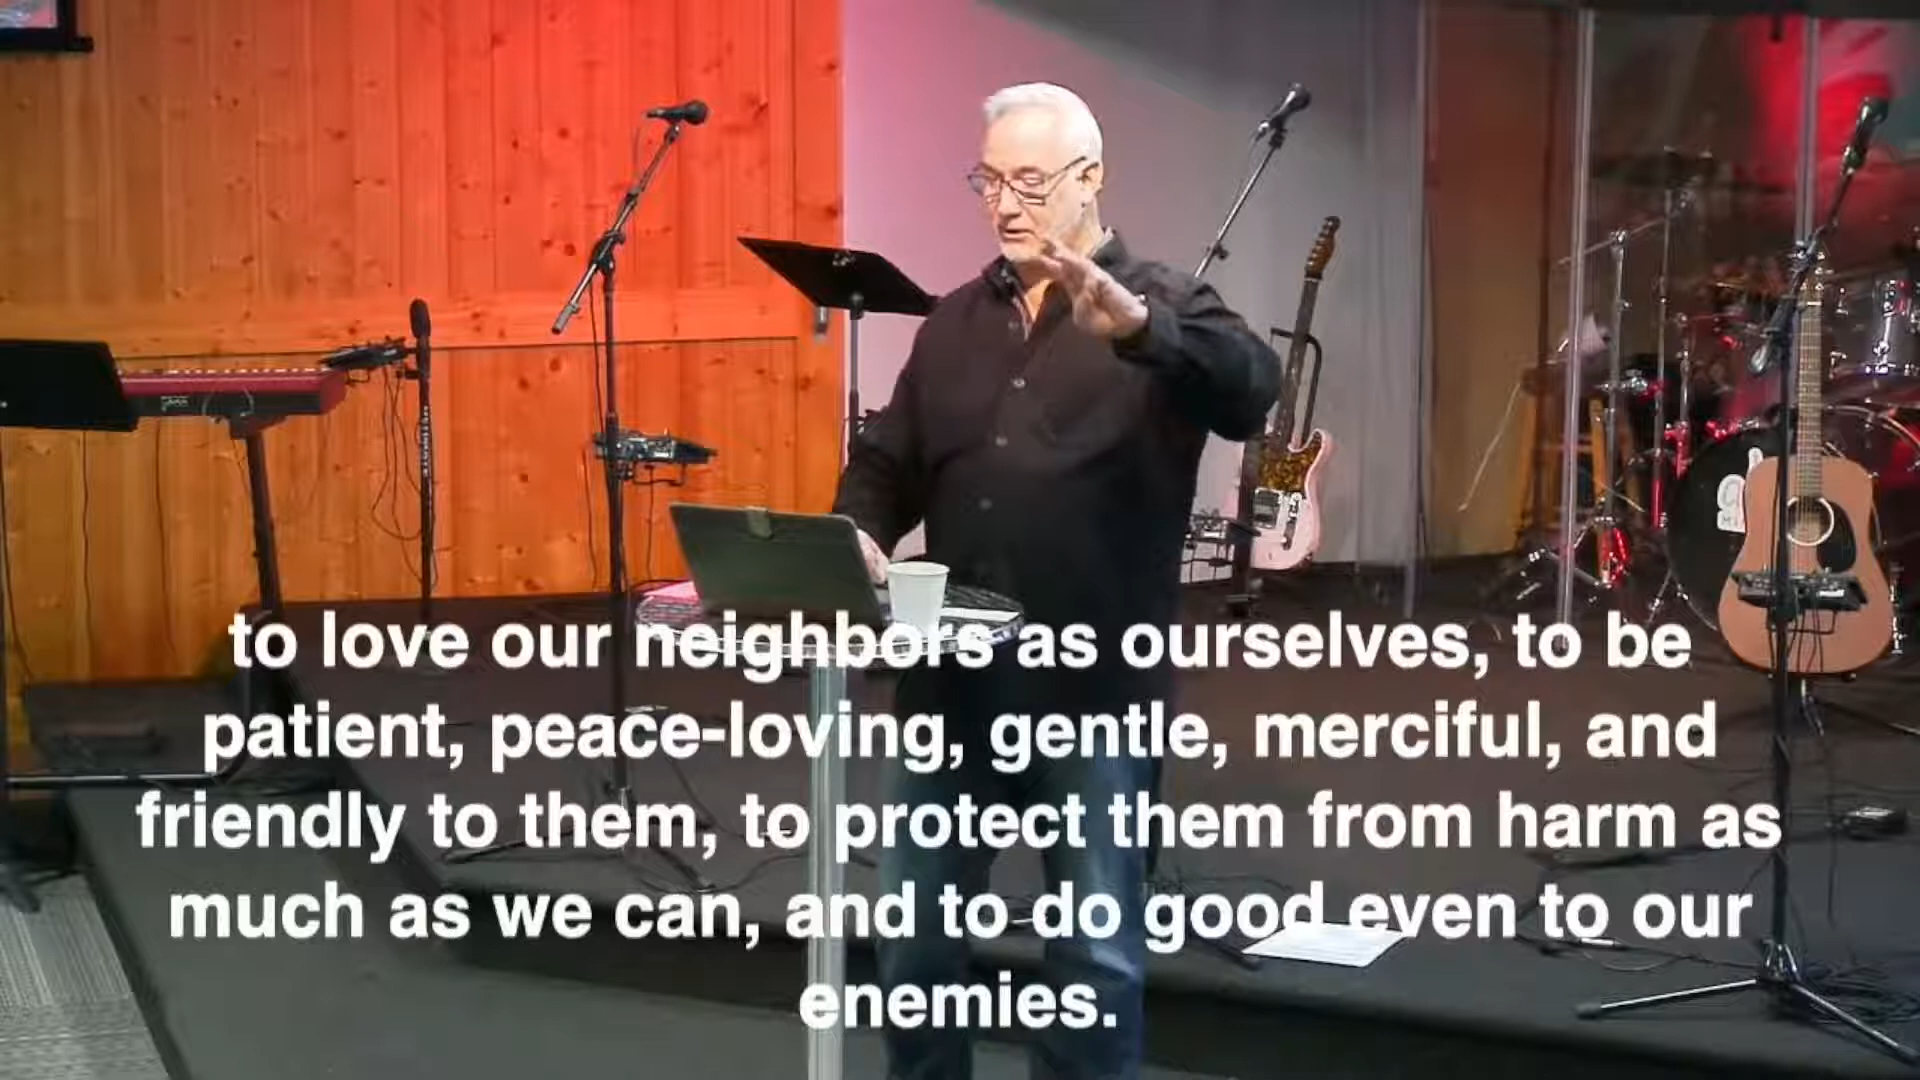 to love our neighbors as ourselves, to be
patient, peace-loving, gentle, merciful, and
friendly to them, to protect them from harm as
much as we can, and to do good even to our
enemies.